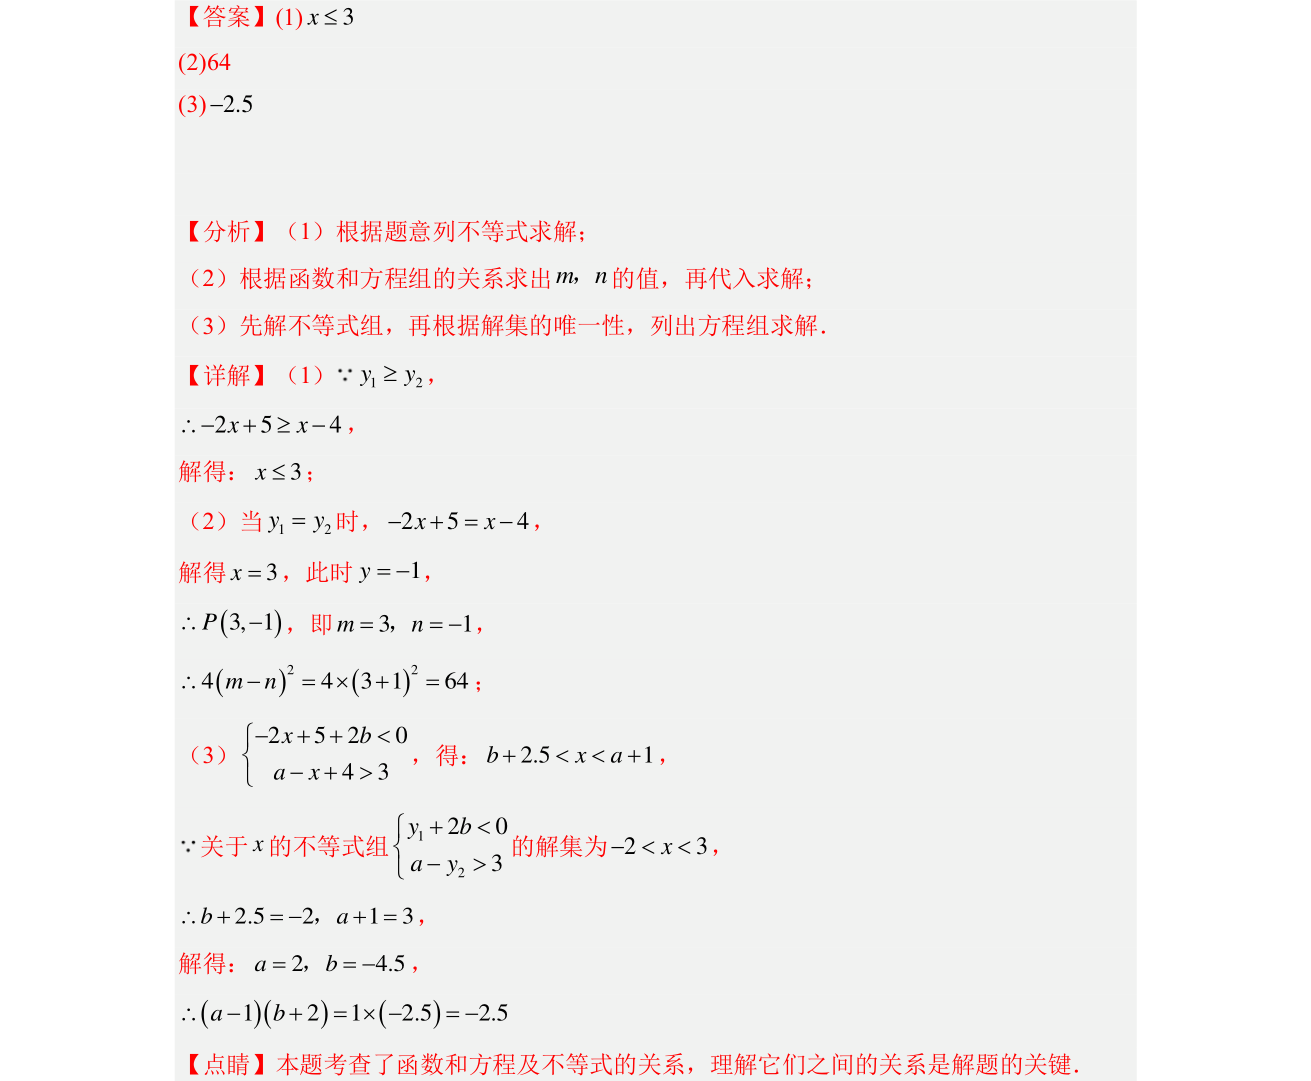 【答案】(1) x ≤ 3
(2)64
(3) −2.5
【分析】（1）根据题意列不等式求解；
（2）根据函数和方程组的关系求出 m，n 的值，再代入求解；
（3）先解不等式组，再根据解集的唯一性，列出方程组求解．
【详解】（1）∵ y₁ ≥ y₂，
∴ −2x + 5 ≥ x − 4，
解得： x ≤ 3；
（2）当 y₁ = y₂ 时， −2x + 5 = x − 4，
解得 x = 3，此时 y = −1，
∴ P(3,−1)，即 m = 3，n = −1，
∴ 4(m − n)² = 4×(3+1)² = 64；
（3）{−2x + 5 + 2b < 0
a − x + 4 > 3，得： b + 2.5 < x < a + 1，
∵关于 x 的不等式组 {y₁ + 2b < 0
a − y₂ > 3 的解集为 −2 < x < 3，
∴ b + 2.5 = −2，a + 1 = 3，
解得： a = 2，b = −4.5，
∴ (a − 1)(b + 2) = 1×(−2.5) = −2.5
【点睛】本题考查了函数和方程及不等式的关系，理解它们之间的关系是解题的关键．